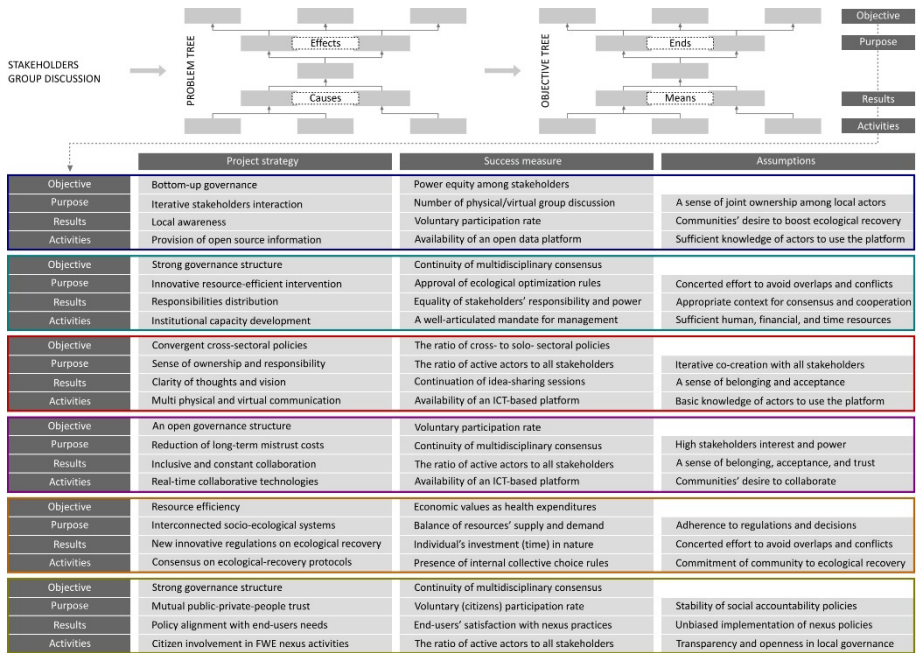 Objective
PROBLEM TREE
Effects
OBJECTIVE TREE
Ends
Purpose
STAKEHOLDERS
GROUP DISCUSSION
Causes
Means
Results
Activities
Project strategy Success measure Assumptions
Objective Bottom-up governance Power equity among stakeholders
Purpose Iterative stakeholders interaction Number of physical/virtual group discussion A sense of joint ownership among local actors
Results Local awareness Voluntary participation rate Communities' desire to boost ecological recovery
Activities Provision of open source information Availability of an open data platform Sufficient knowledge of actors to use the platform
Objective Strong governance structure Continuity of multidisciplinary consensus
Purpose Innovative resource-efficient intervention Approval of ecological optimization rules Concerted effort to avoid overlaps and conflicts
Results Responsibilities distribution Equality of stakeholders' responsibility and power Appropriate context for consensus and cooperation
Activities Institutional capacity development A well-articulated mandate for management Sufficient human, financial, and time resources
Objective Convergent cross-sectoral policies The ratio of cross- to solo- sectoral policies
Purpose Sense of ownership and responsibility The ratio of active actors to all stakeholders Iterative co-creation with all stakeholders
Results Clarity of thoughts and vision Continuation of idea-sharing sessions A sense of belonging and acceptance
Activities Multi physical and virtual communication Availability of an ICT-based platform Basic knowledge of actors to use the platform
Objective An open governance structure Voluntary participation rate
Purpose Reduction of long-term mistrust costs Continuity of multidisciplinary consensus High stakeholders interest and power
Results Inclusive and constant collaboration The ratio of active actors to all stakeholders A sense of belonging, acceptance, and trust
Activities Real-time collaborative technologies Availability of an ICT-based platform Communities' desire to collaborate
Objective Resource efficiency Economic values as health expenditures
Purpose Interconnected socio-ecological systems Balance of resources' supply and demand Adherence to regulations and decisions
Results New innovative regulations on ecological recovery Individual's investment (time) in nature Concerted effort to avoid overlaps and conflicts
Activities Consensus on ecological-recovery protocols Presence of internal collective choice rules Commitment of community to ecological recovery
Objective Strong governance structure Continuity of multidisciplinary consensus
Purpose Mutual public-private-people trust Voluntary (citizens) participation rate Stability of social accountability policies
Results Policy alignment with end-users needs End-users' satisfaction with nexus practices Unbiased implementation of nexus policies
Activities Citizen involvement in FWE nexus activities The ratio of active actors to all stakeholders Transparency and openness in local governance